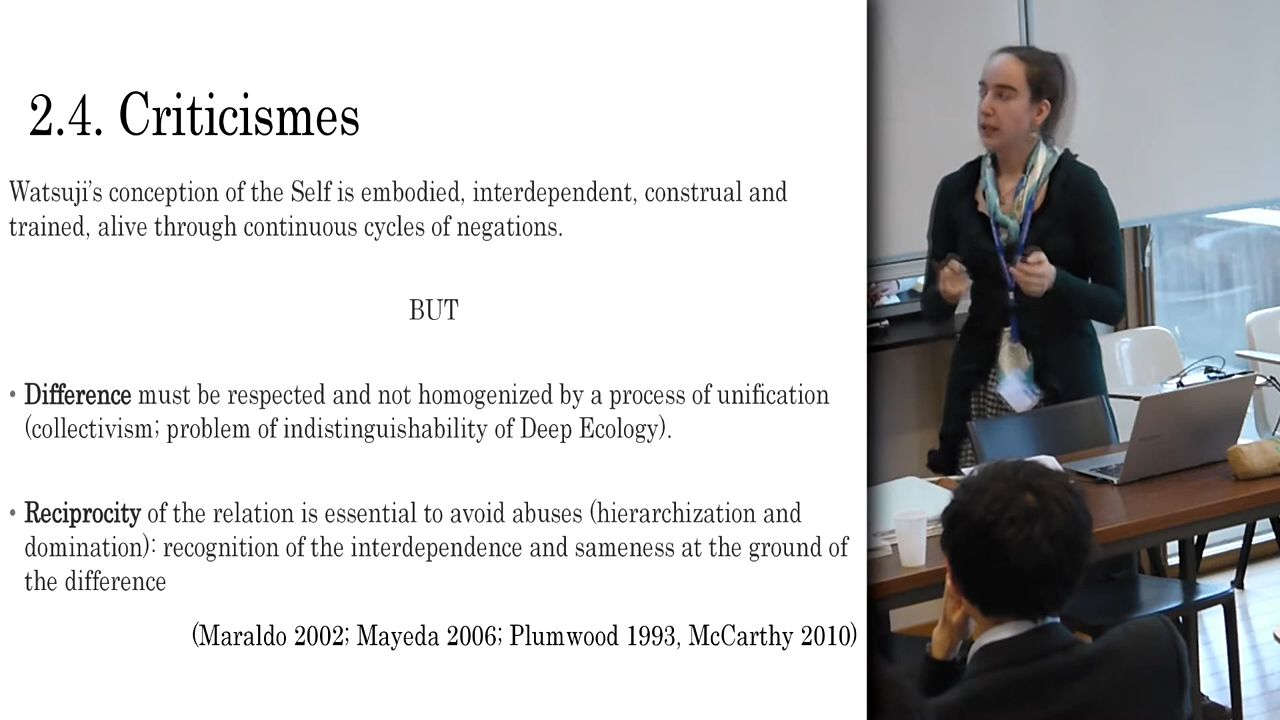 2.4. Criticismes
Watsuji's conception of the Self is embodied, interdependent, construal and
trained, alive through continuous cycles of negations.
BUT
• Difference must be respected and not homogenized by a process of unification
(collectivism; problem of indistinguishability of Deep Ecology).
• Reciprocity of the relation is essential to avoid abuses (hierarchization and
domination): recognition of the interdependence and sameness at the ground of
the difference
(Maraldo 2002; Mayeda 2006; Plumwood 1993, McCarthy 2010)